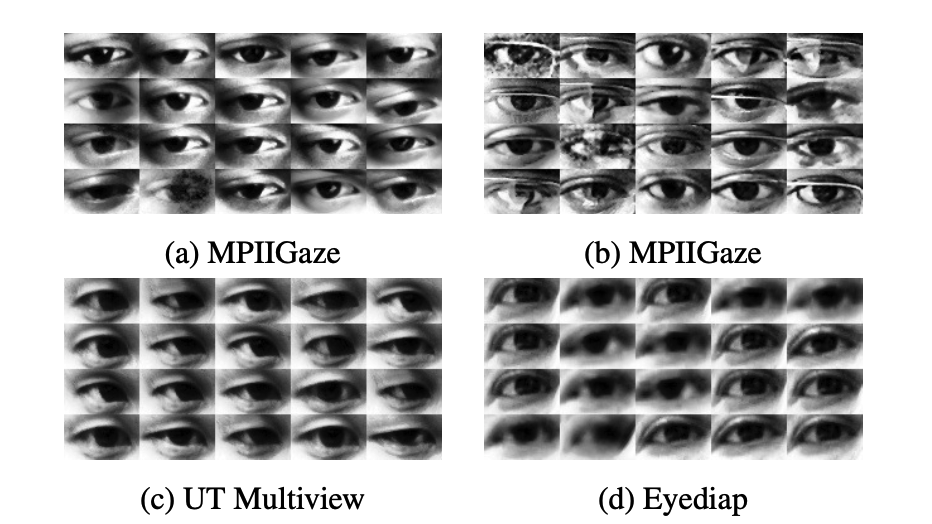 (a) MPIIGaze
(b) MPIIGaze
(c) UT Multiview
(d) Eyediap